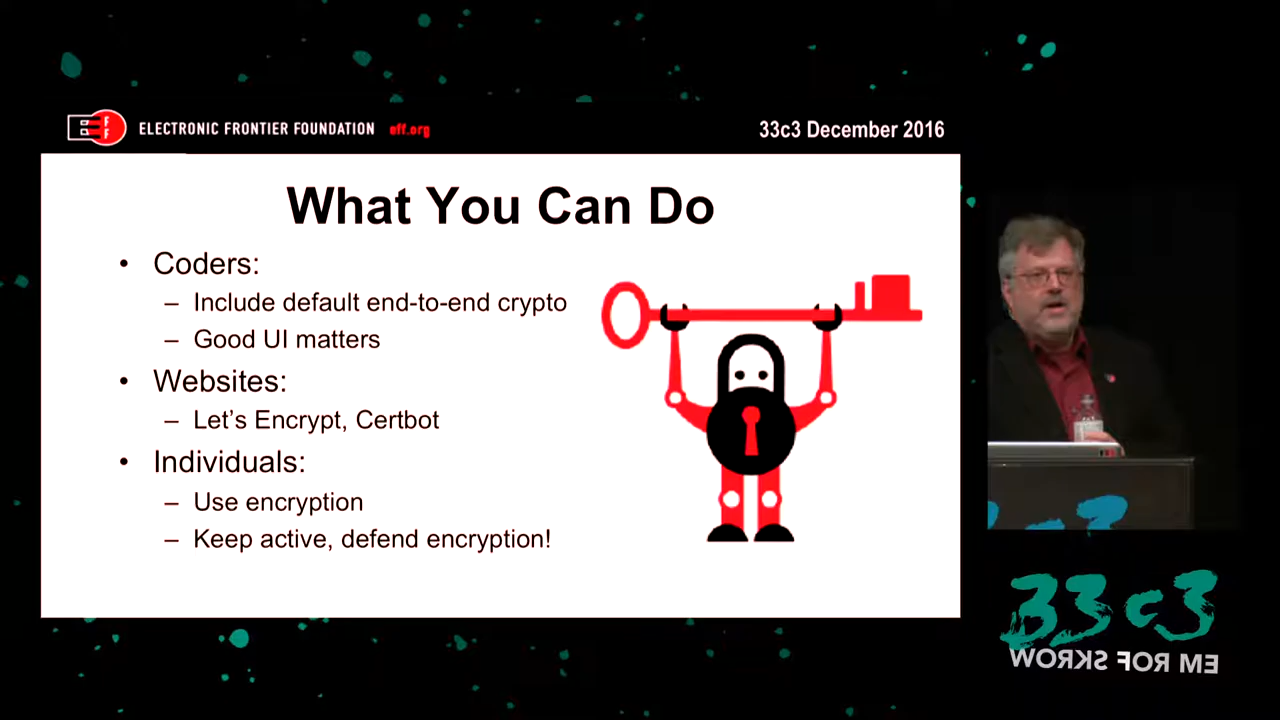 ELECTRONIC FRONTIER FOUNDATION eff.org
33c3 December 2016
What You Can Do
• Coders:
– Include default end-to-end crypto
– Good UI matters
• Websites:
– Let's Encrypt, Certbot
• Individuals:
– Use encryption
– Keep active, defend encryption!
33c3
WORKS FOR ME